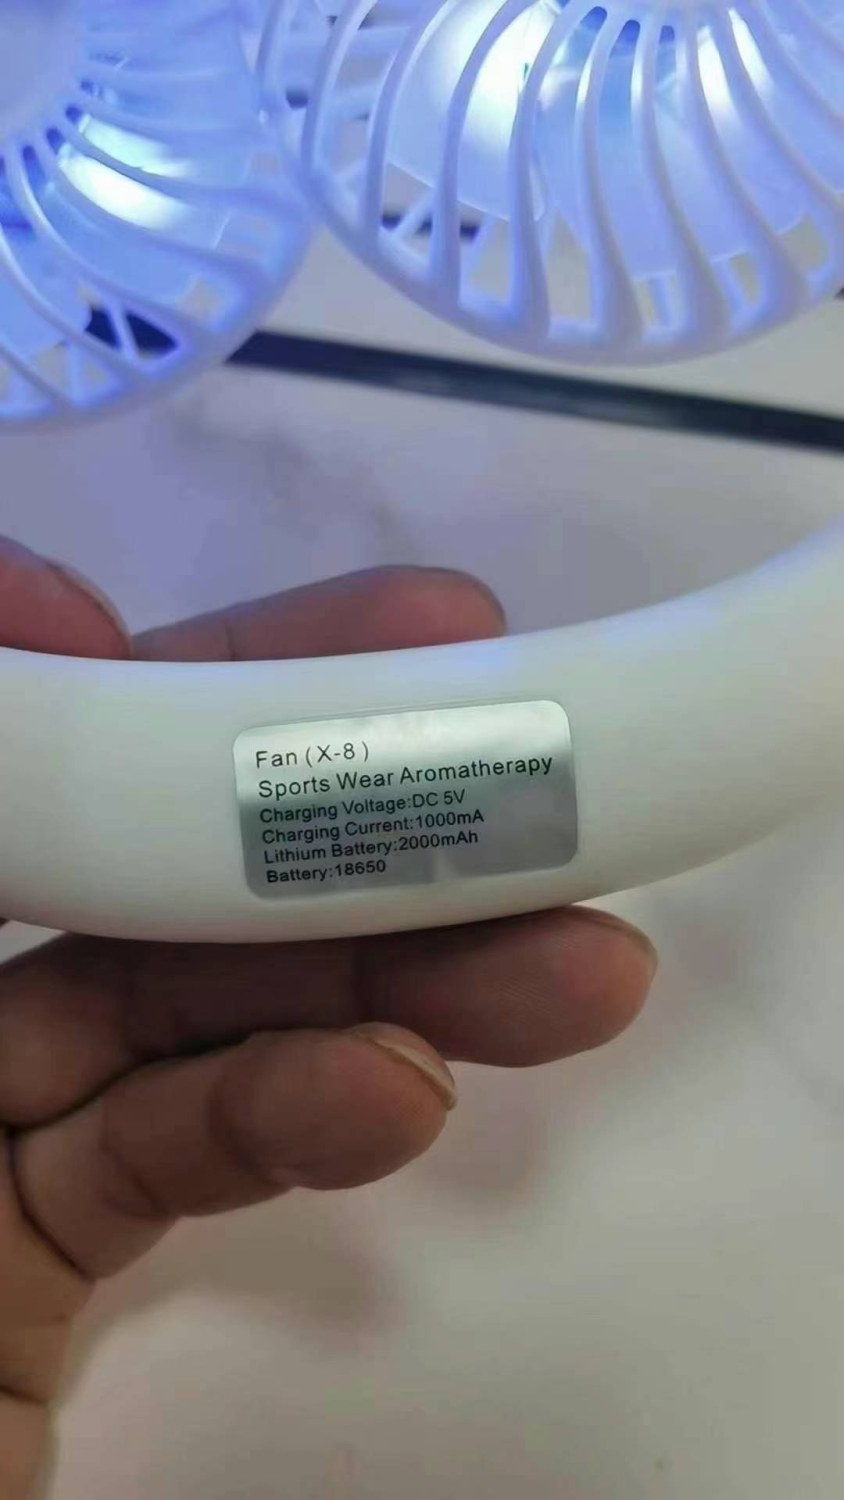 Fan (X-8)
Sports Wear Aromatherapy
Charging Voltage:DC 5V
Charging Current:1000mA
Lithium Battery:2000mAh
Battery:18650